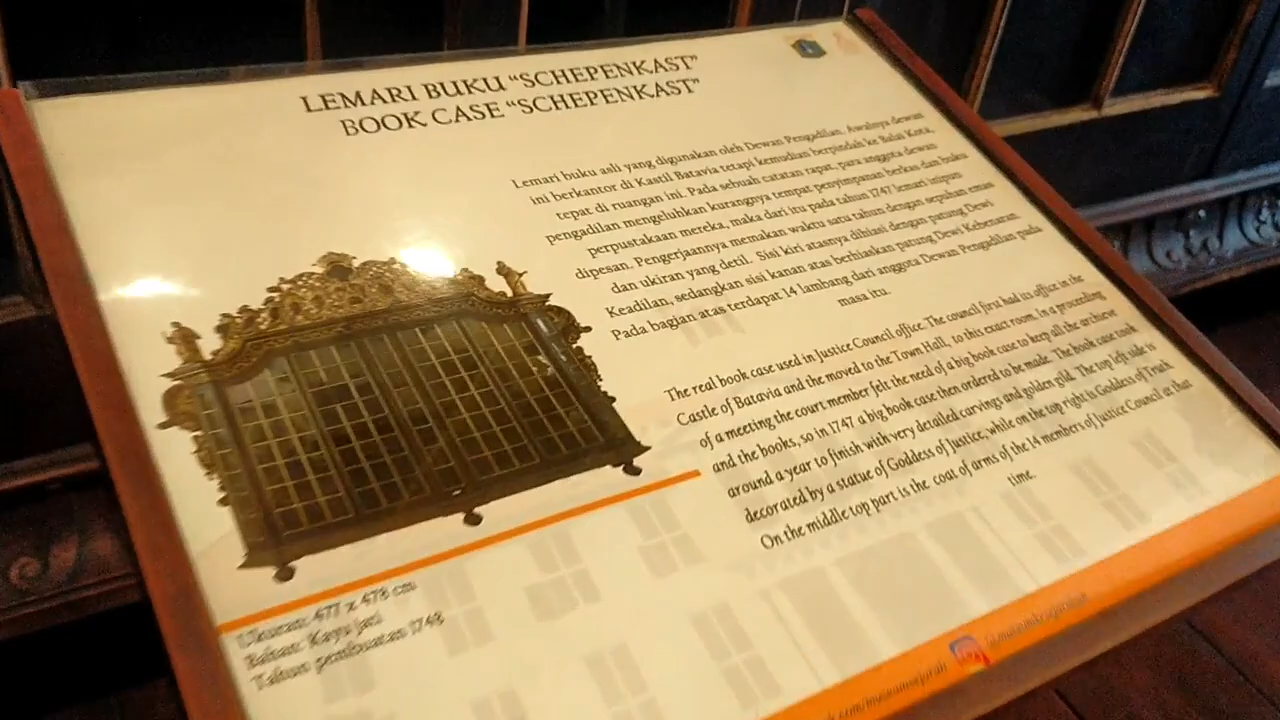 LEMARI BUKU “SCHEPENKAST”
BOOK CASE “SCHEPENKAST”
Lemari buku asli yang digunakan oleh Dewan Pengadilan. Awalnya dewan
ini berkantor di Kastil Batavia tetapi kemudian berpindah ke Balai Kota,
tepat di ruangan ini. Pada sebuah catatan rapat, para anggota dewan
pengadilan mengeluhkan kurangnya tempat penyimpanan berkas dan buku
perpustakaan mereka, maka dari itu pada tahun 1747 lemari inipun
dipesan. Pengerjaannya memakan waktu satu tahun dengan sepuhan emas
dan ukiran yang detil. Sisi kiri atasnya dihiasi dengan patung Dewi
Keadilan, sedangkan sisi kanan atas berhiaskan patung Dewi Kebenaran.
Pada bagian atas terdapat 14 lambang dari anggota Dewan Pengadilan pada
masa itu.
The real book case used in Justice Council office. The council first had its office in the
Castle of Batavia and the moved to the Town Hall, to this exact room. In a proceeding
of a meeting the court member felt the need of a big book case to keep all the archieve
and the books, so in 1747 a big book case then ordered to be made. The book case took
around a year to finish with very detailed carvings and golden gild. The top left side is
decorated by a statue of Goddess of Justice, while on the top right is Goddess of Truth.
On the middle top part is the coat of arms of the 14 members of Justice Council at that
time.
Ukuran: 477 x 478 cm
Bahan: Kayu jati
Tahun pembuatan 1748